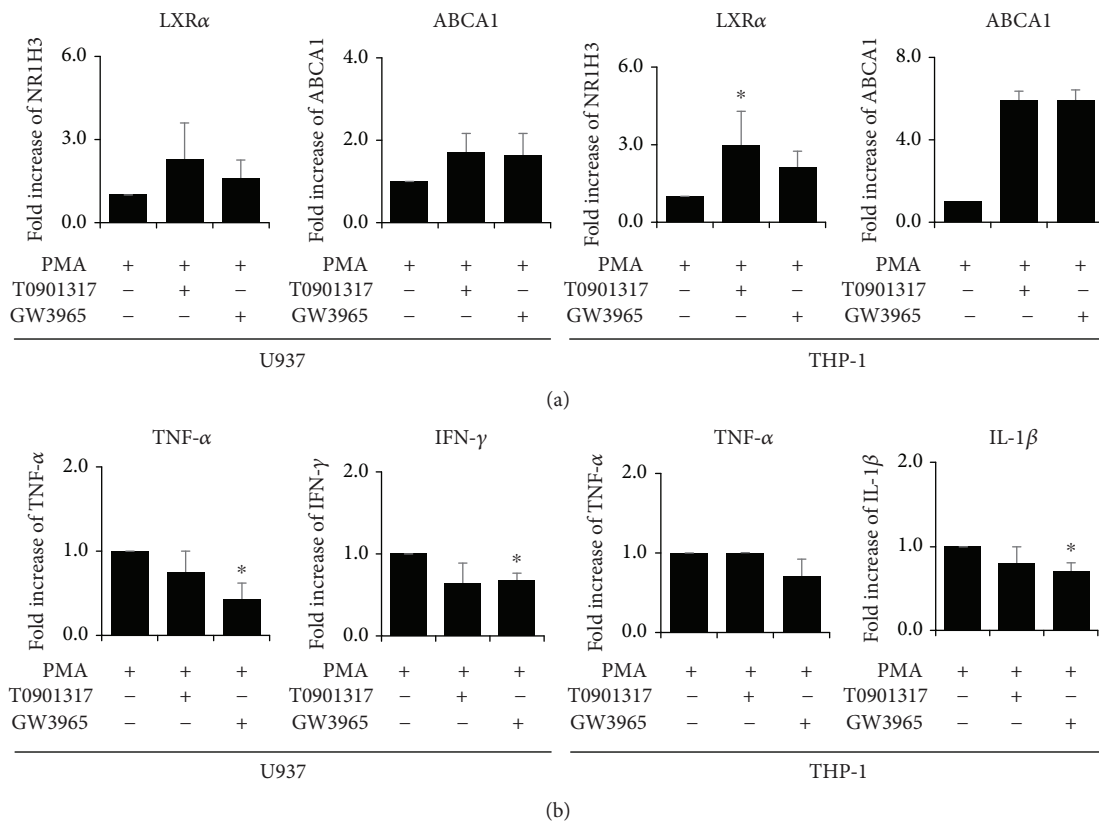 LXRα ABCA1 LXRα ABCA1
Fold increase of NR1H3
6.0
3.0
0.0
Fold increase of ABCA1
4.0
2.0
0.0
Fold increase of NR1H3
6.0
*
3.0
0.0
Fold increase of ABCA1
8.0
4.0
0.0
PMA + + + PMA + + + PMA + + + PMA + + +
T0901317 − + − T0901317 − + − T0901317 − + − T0901317 − + −
GW3965 − − + GW3965 − − + GW3965 − − + GW3965 − − +
U937 THP-1
(a)
TNF-α IFN-γ TNF-α IL-1β
Fold increase of TNF-α
2.0
1.0
*
0.0
Fold increase of IFN-γ
2.0
1.0
*
0.0
Fold increase of TNF-α
2.0
1.0
0.0
Fold increase of IL-1β
2.0
1.0
*
0.0
PMA + + + PMA + + + PMA + + + PMA + + +
T0901317 − + − T0901317 − + − T0901317 − + − T0901317 − + −
GW3965 − − + GW3965 − − + GW3965 − − + GW3965 − − +
U937 THP-1
(b)